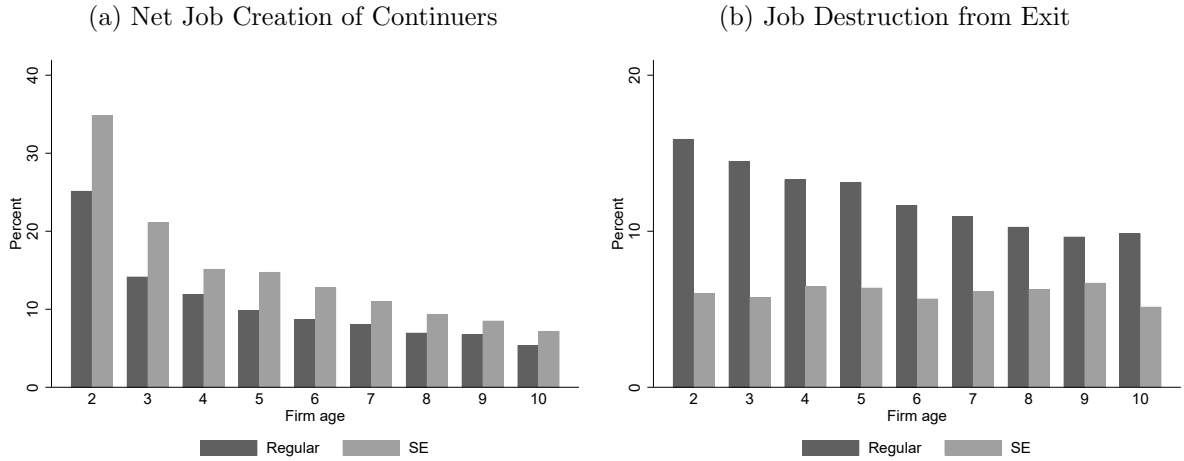 (a) Net Job Creation of Continuers
Percent
40
30
20
10
0
2 3 4 5 6 7 8 9 10
Firm age
Regular SE
(b) Job Destruction from Exit
Percent
20
10
0
2 3 4 5 6 7 8 9 10
Firm age
Regular SE